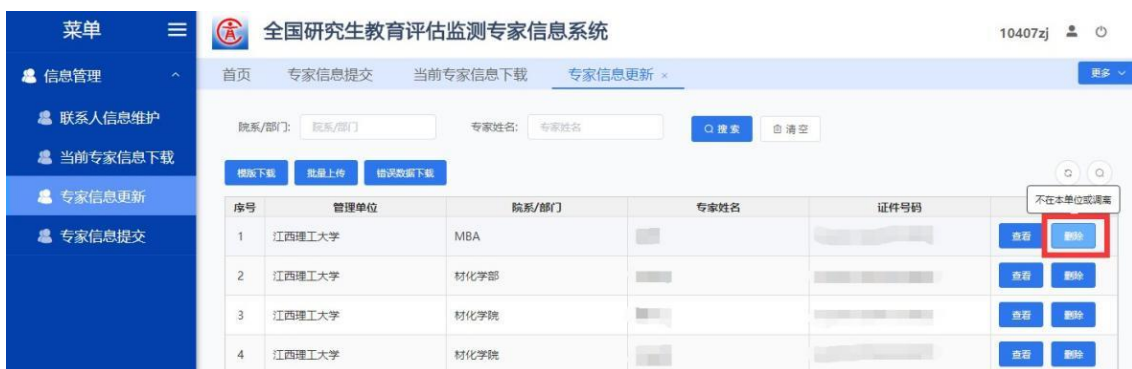 菜单
全国研究生教育评估监测专家信息系统
10407zj
信息管理
首页 专家信息提交 当前专家信息下载 专家信息更新 ×
更多
联系人信息维护
院系/部门: 院系/部门 专家姓名: 专家姓名 搜索 清空
当前专家信息下载
模版下载 批量上传 错误数据下载
专家信息更新
不在本单位或调离
序号 管理单位 院系/部门 专家姓名 证件号码
专家信息提交
1 江西理工大学 MBA 查看 删除
2 江西理工大学 材化学部 查看 删除
3 江西理工大学 材化学院 查看 删除
4 江西理工大学 材化学院 查看 删除